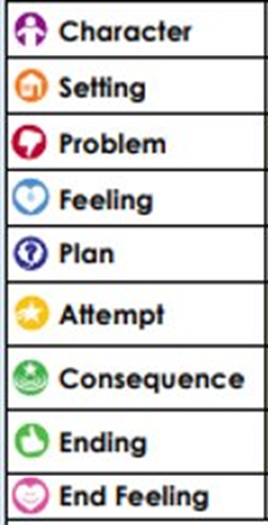 Character
Setting
Problem
Feeling
Plan
Attempt
Consequence
Ending
End Feeling